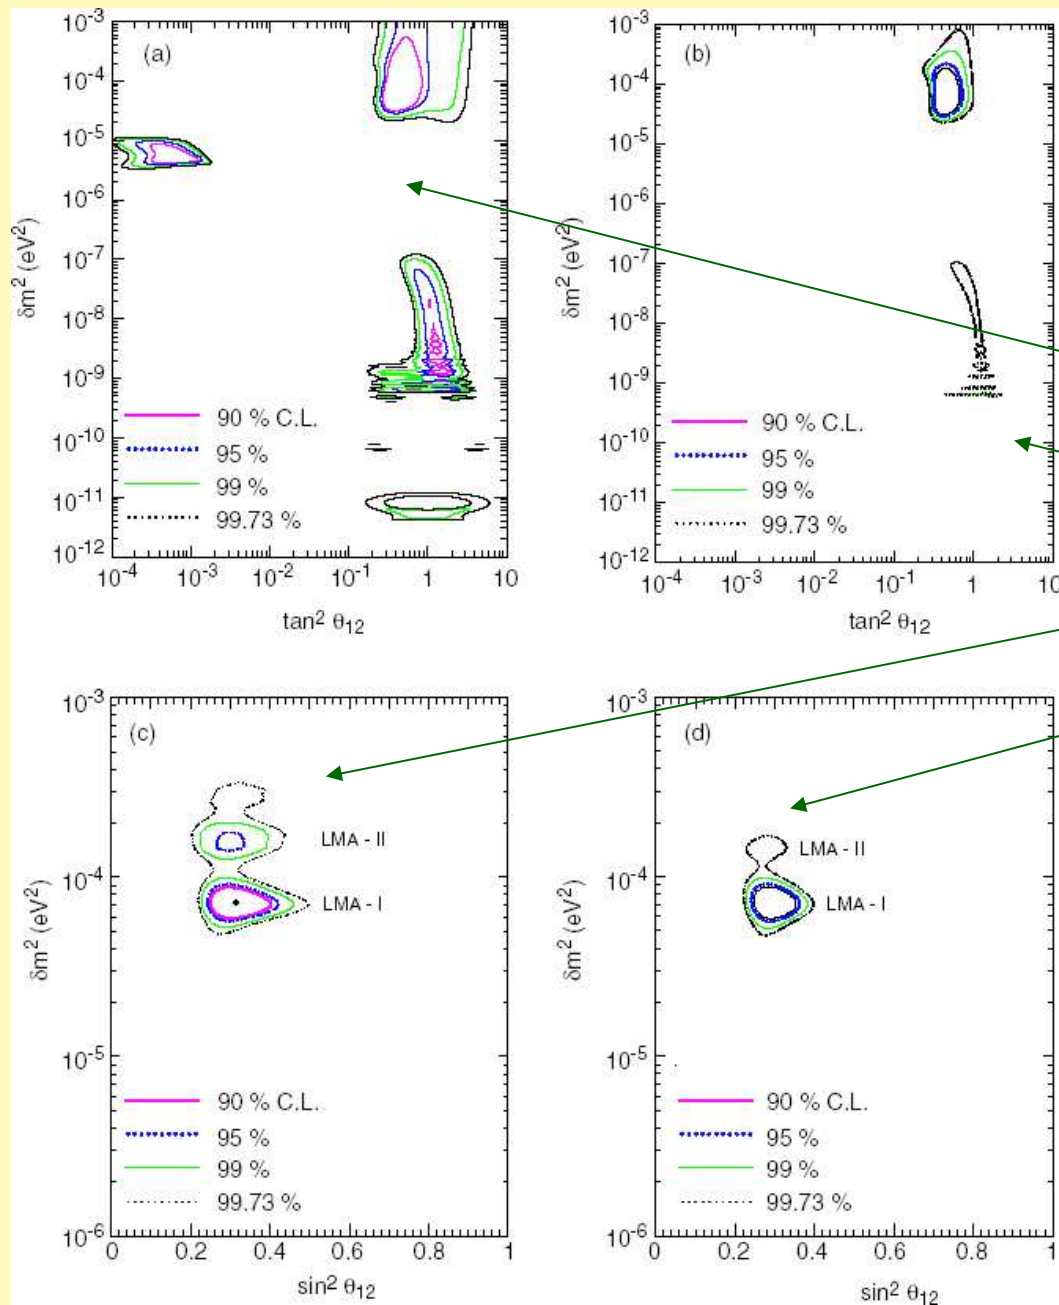 (a)
10-3
10-4
10-5
10-6
10-7
10-8
10-9
10-10
10-11
10-12
δm2 (eV2)
90 % C.L.
95 %
99 %
99.73 %
10-4 10-3 10-2 10-1 1 10
tan2 θ12
(b)
10-3
10-4
10-5
10-6
10-7
10-8
10-9
10-10
10-11
10-12
δm2 (eV2)
90 % C.L.
95 %
99 %
99.73 %
10-4 10-3 10-2 10-1 1 10
tan2 θ12
(c)
10-3
10-4
10-5
10-6
δm2 (eV2)
LMA - II
LMA - I
90 % C.L.
95 %
99 %
99.73 %
0 0.2 0.4 0.6 0.8 1
sin2 θ12
(d)
10-3
10-4
10-5
10-6
δm2 (eV2)
LMA - II
LMA - I
90 % C.L.
95 %
99 %
99.73 %
0 0.2 0.4 0.6 0.8 1
sin2 θ12